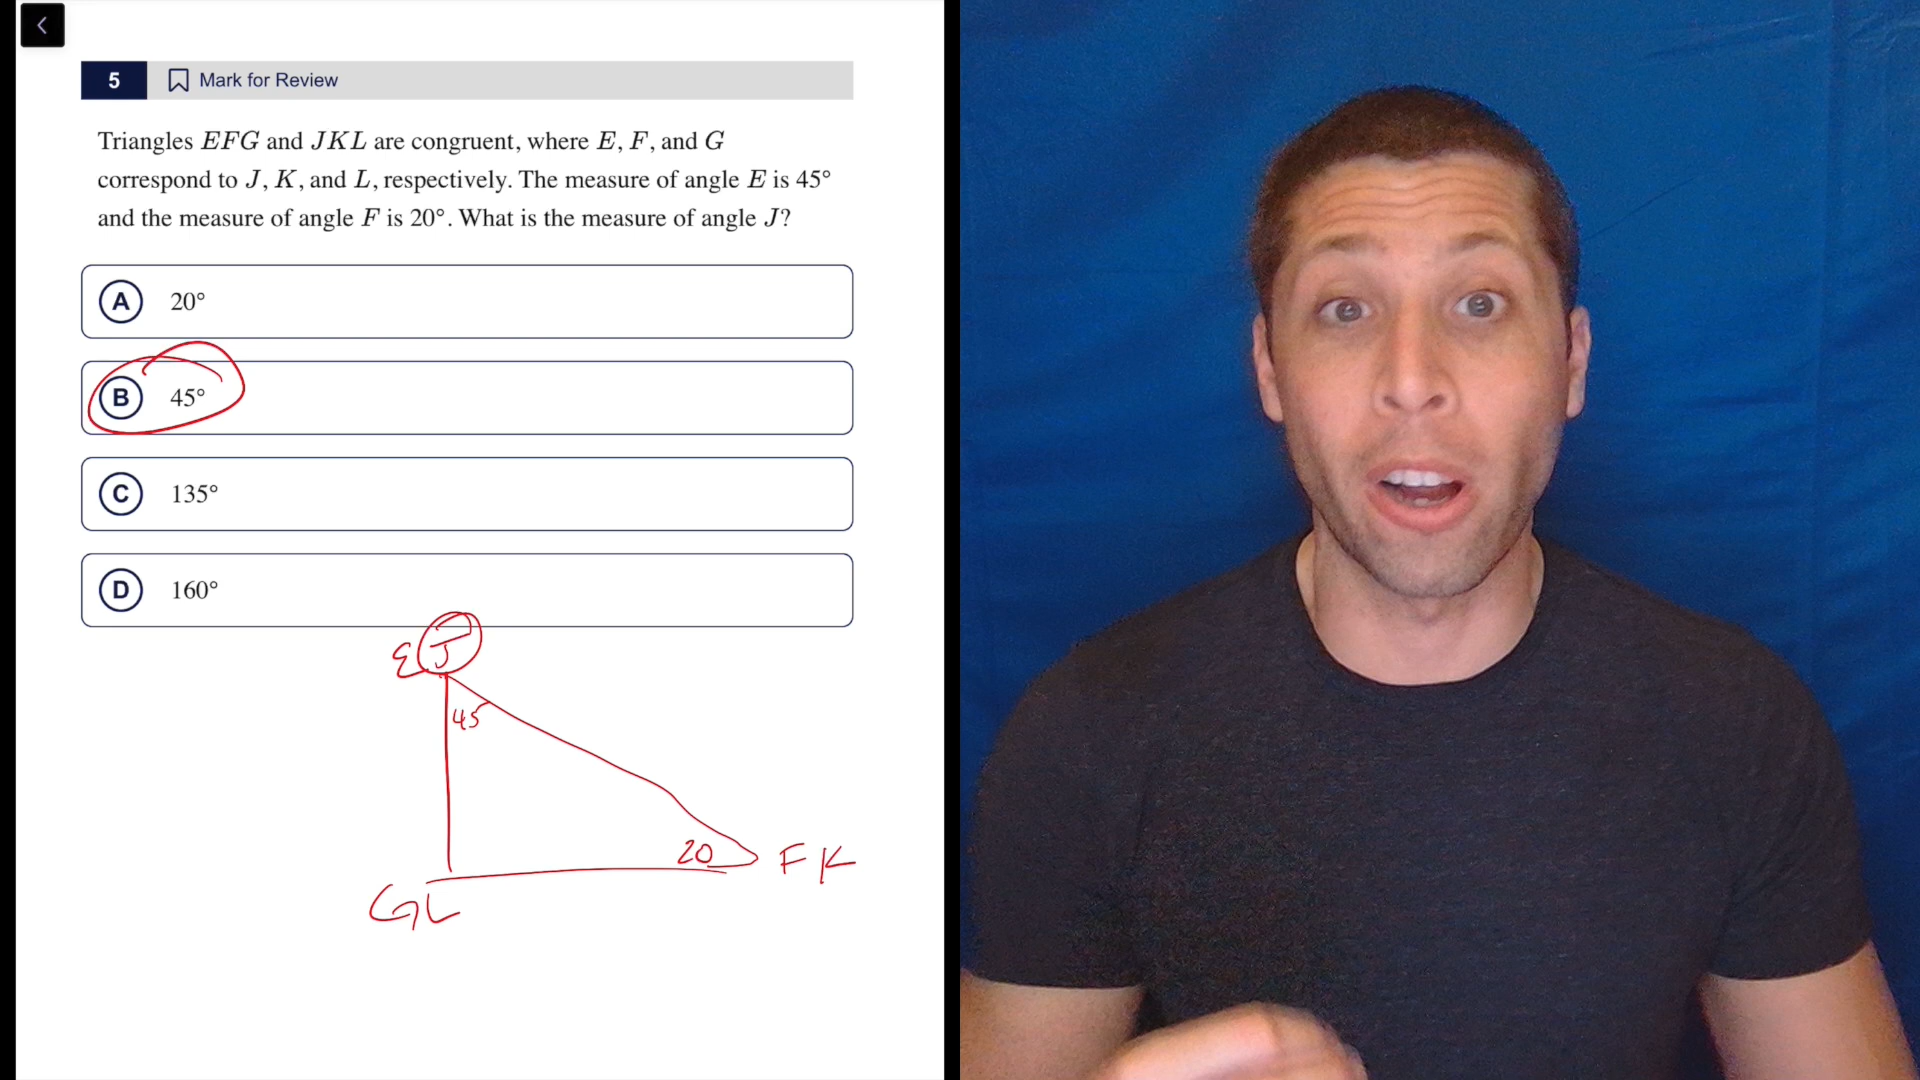 5 Mark for Review
Triangles EFG and JKL are congruent, where E, F, and G
correspond to J, K, and L, respectively. The measure of angle E is 45°
and the measure of angle F is 20°. What is the measure of angle J?
A 20°
B 45°
C 135°
D 160°
E J
45
20 F K
G L